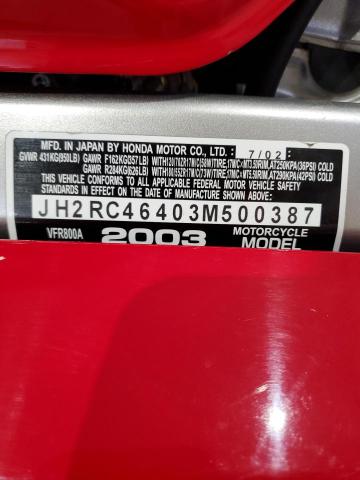 MFD. IN JAPAN BY HONDA MOTOR CO., LTD. 7/02
GVWR 431KG(950LB) GAWR F162KG(357LB) WITH120/70ZR17M/C(58W)TIRE,17M/C×MT3.50RIM,AT250KPA(36PSI) COLD
GAWR R284KG(626LB) WITH180/55ZR17M/C(73W)TIRE,17M/C×MT5.50RIM,AT290KPA(42PSI) COLD
THIS VEHICLE CONFORMS TO ALL APPLICABLE FEDERAL MOTOR VEHICLE
SAFETY STANDARDS IN EFFECT ON THE DATE OF MANUFACTURE SHOWN ABOVE.
JH2RC46403M500387
VFR800A 2003 MOTORCYCLE
MODEL